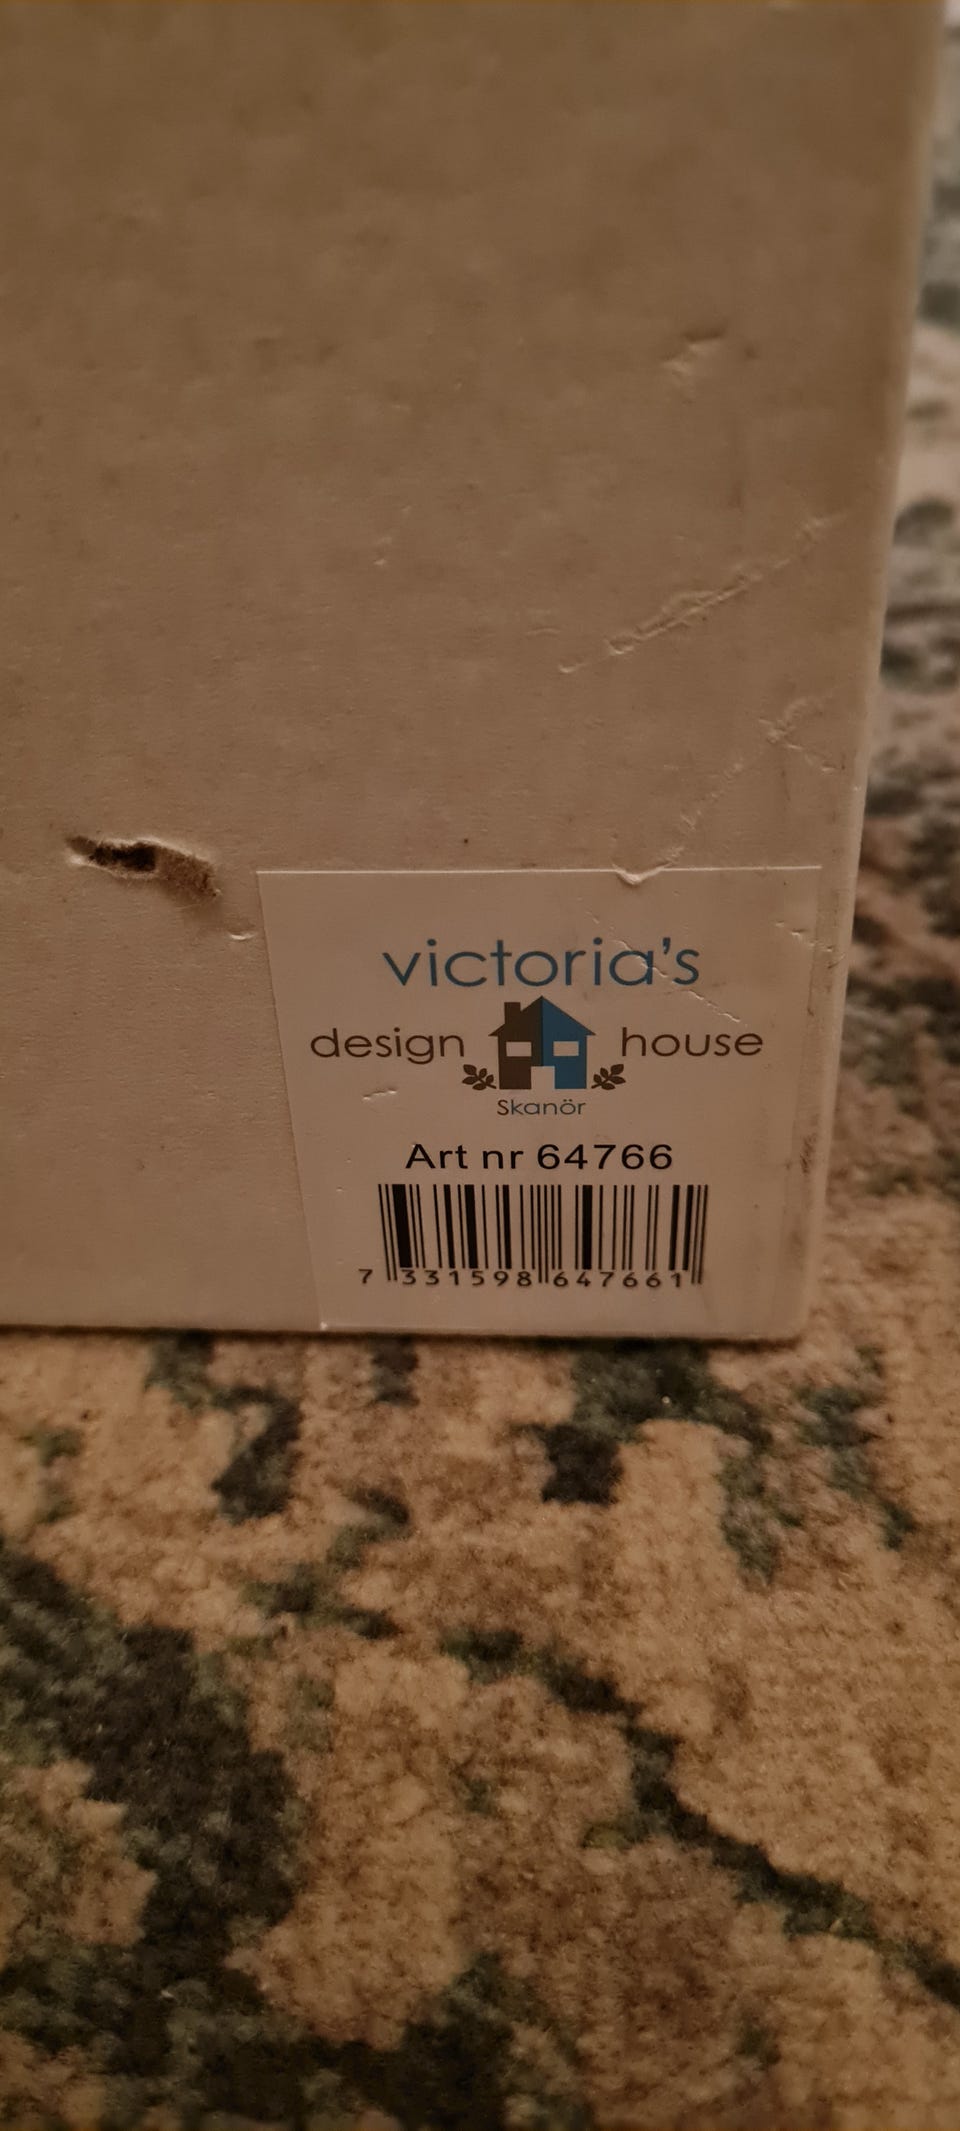 victoria's
design house
Skanör
Art nr 64766
7 331598 647661